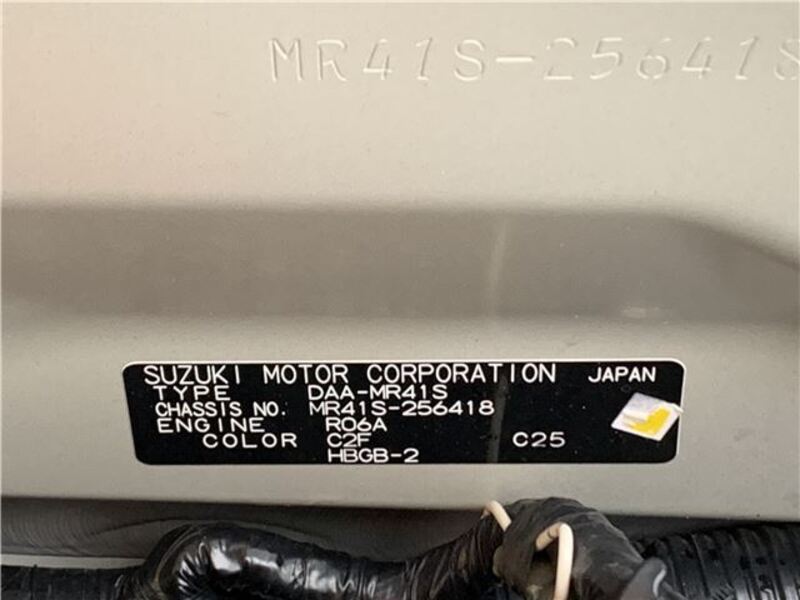 MR41S-256418
SUZUKI MOTOR CORPORATION JAPAN
TYPE DAA-MR41S
CHASSIS NO. MR41S-256418
ENGINE R06A
COLOR C2F C25
HBGB-2